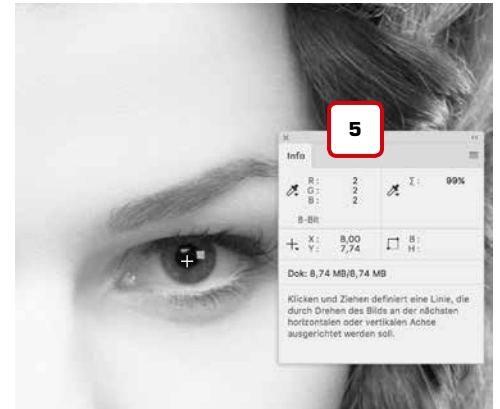 5
Info
R: 2
G: 2
B: 2
Σ: 99%
8-Bit
X: 8,00
Y: 7,74
B:
H:
Dok: 8,74 MB/8,74 MB
Klicken und Ziehen definiert eine Linie, die
durch Drehen des Bilds an der nächsten
horizontalen oder vertikalen Achse
ausgerichtet werden soll.